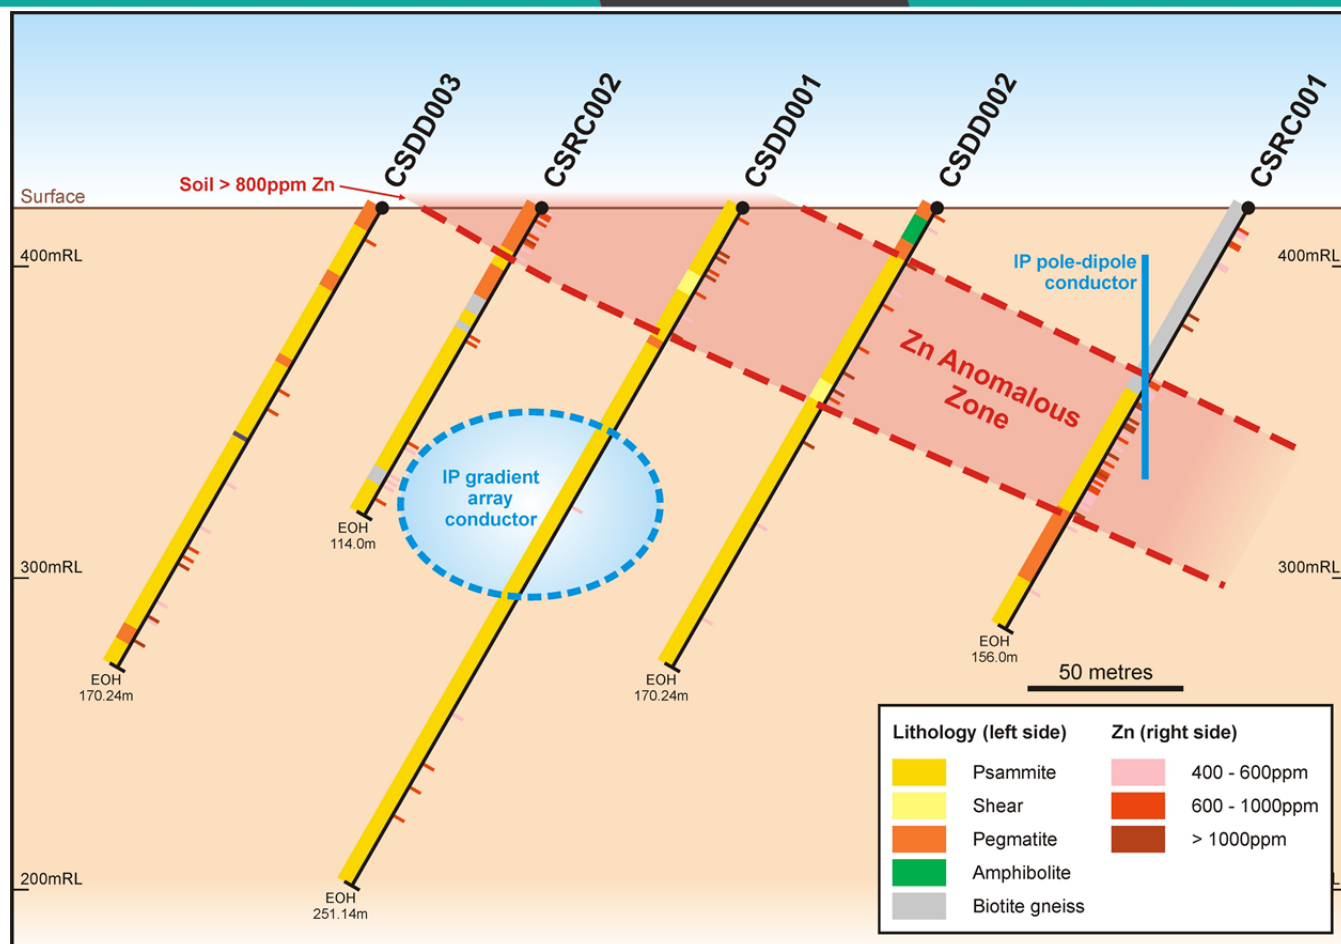 CSDD003
CSRC002
CSDD001
CSDD002
CSRC001
Soil > 800ppm Zn
Surface
400mRL
400mRL
IP pole-dipole
conductor
Zn Anomalous
Zone
IP gradient
array
conductor
EOH
114.0m
300mRL
300mRL
EOH
170.24m
EOH
170.24m
EOH
156.0m
50 metres
200mRL
EOH
251.14m
Lithology (left side)
Psammite
Shear
Pegmatite
Amphibolite
Biotite gneiss
Zn (right side)
400 - 600ppm
600 - 1000ppm
> 1000ppm